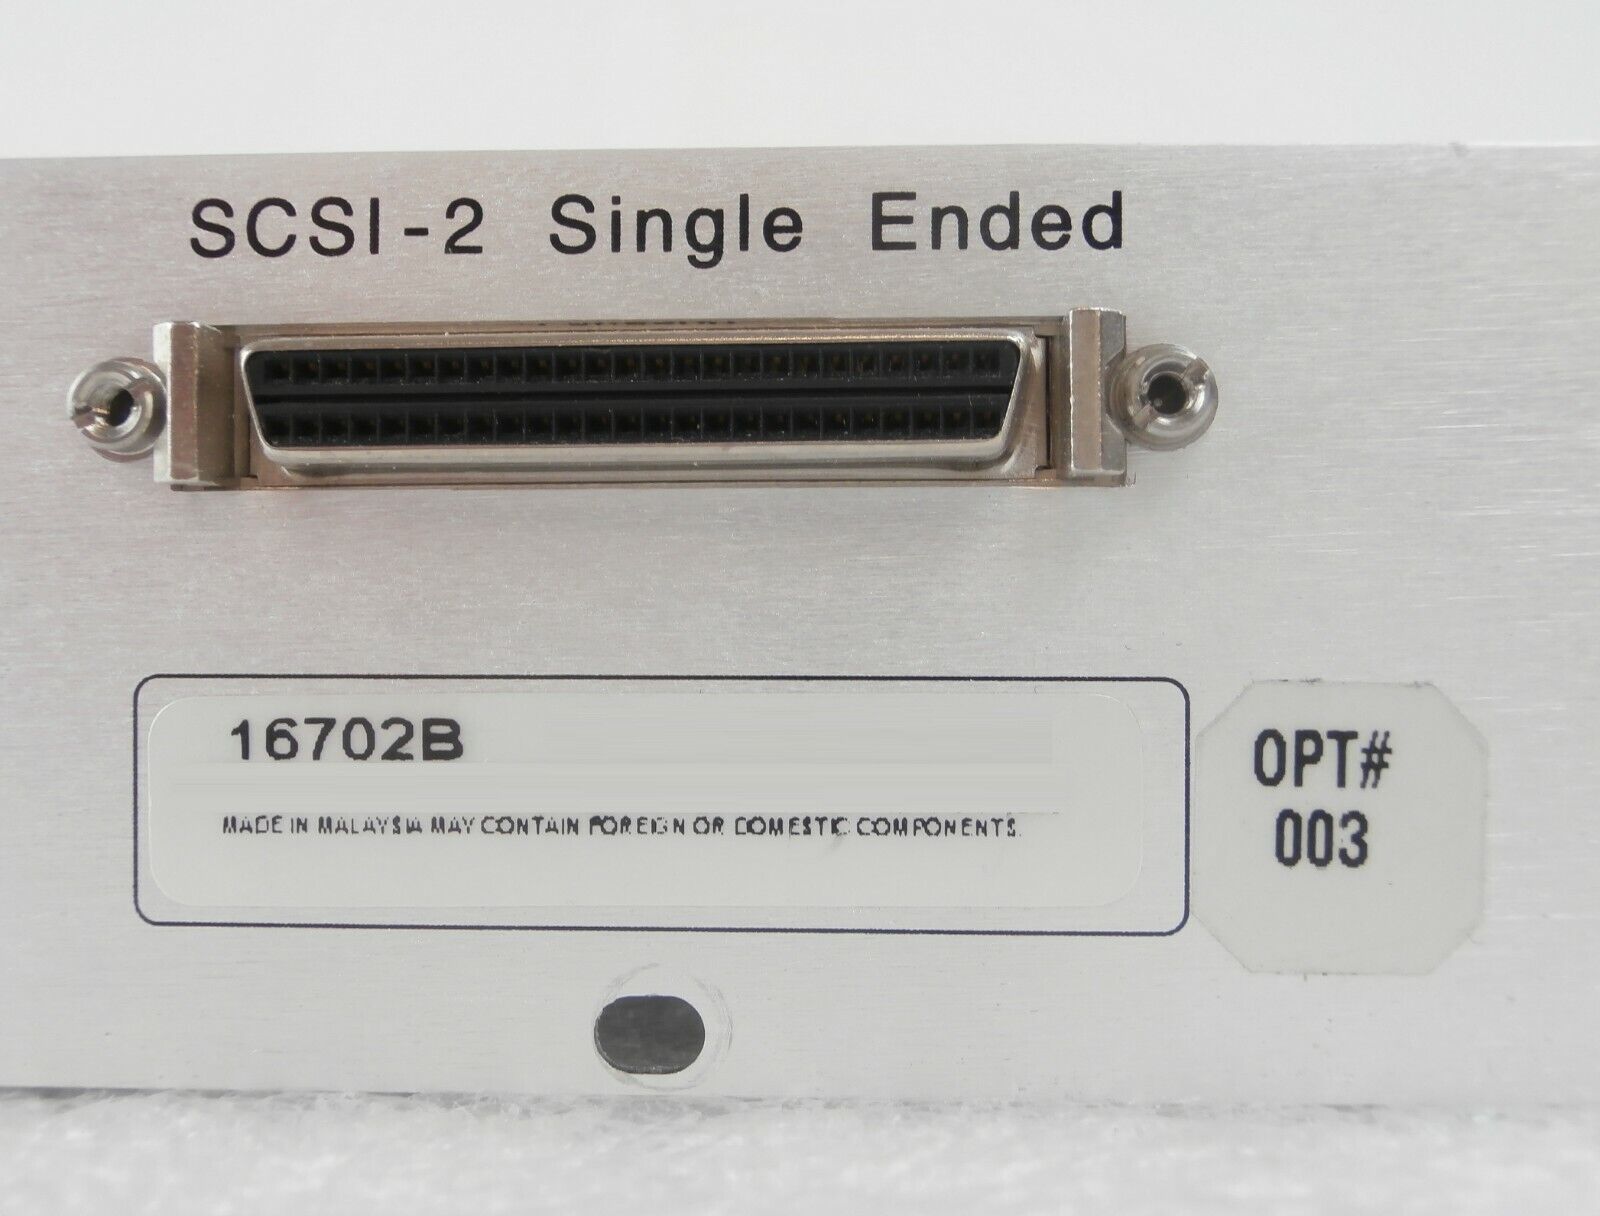 SCSI-2 Single Ended
16702B
MADE IN MALAYSIA MAY CONTAIN FOREIGN OR DOMESTIC COMPONENTS.
OPT#
003